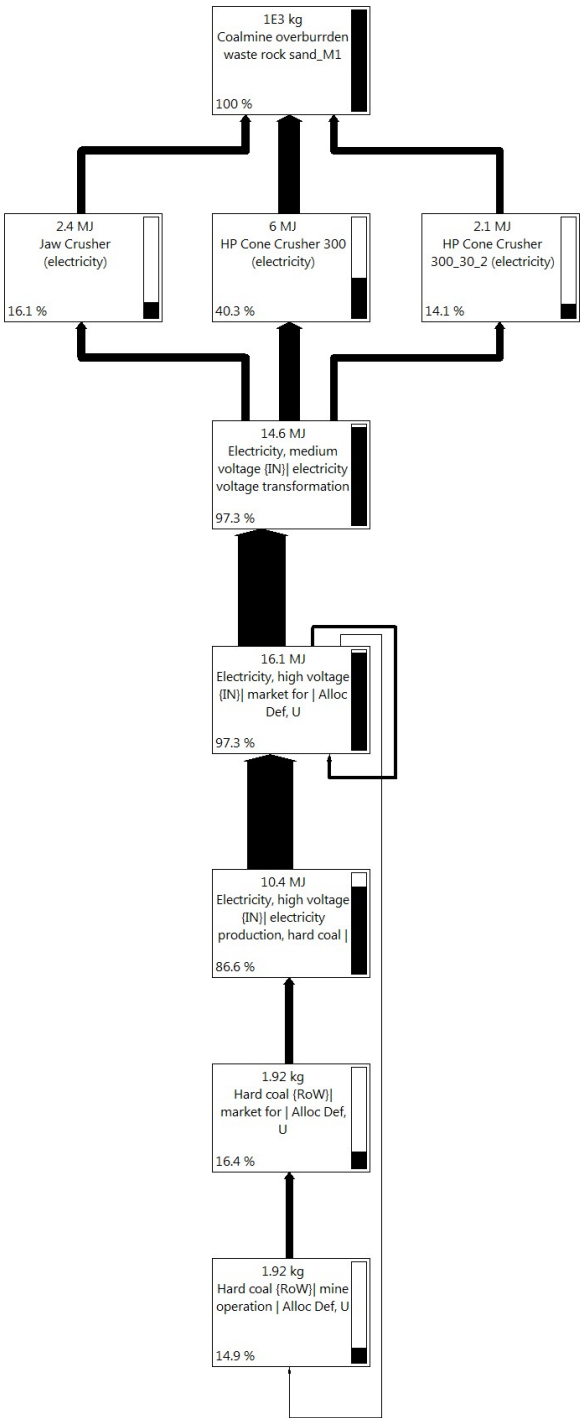 1E3 kg
Coalmine overburrden
waste rock sand_M1
100 %
2.4 MJ
Jaw Crusher
(electricity)
16.1 %
6 MJ
HP Cone Crusher 300
(electricity)
40.3 %
2.1 MJ
HP Cone Crusher
300_30_2 (electricity)
14.1 %
14.6 MJ
Electricity, medium
voltage {IN}| electricity
voltage transformation
97.3 %
16.1 MJ
Electricity, high voltage
{IN}| market for | Alloc
Def, U
97.3 %
10.4 MJ
Electricity, high voltage
{IN}| electricity
production, hard coal |
86.6 %
1.92 kg
Hard coal {RoW}|
market for | Alloc Def,
U
16.4 %
1.92 kg
Hard coal {RoW}| mine
operation | Alloc Def, U
14.9 %